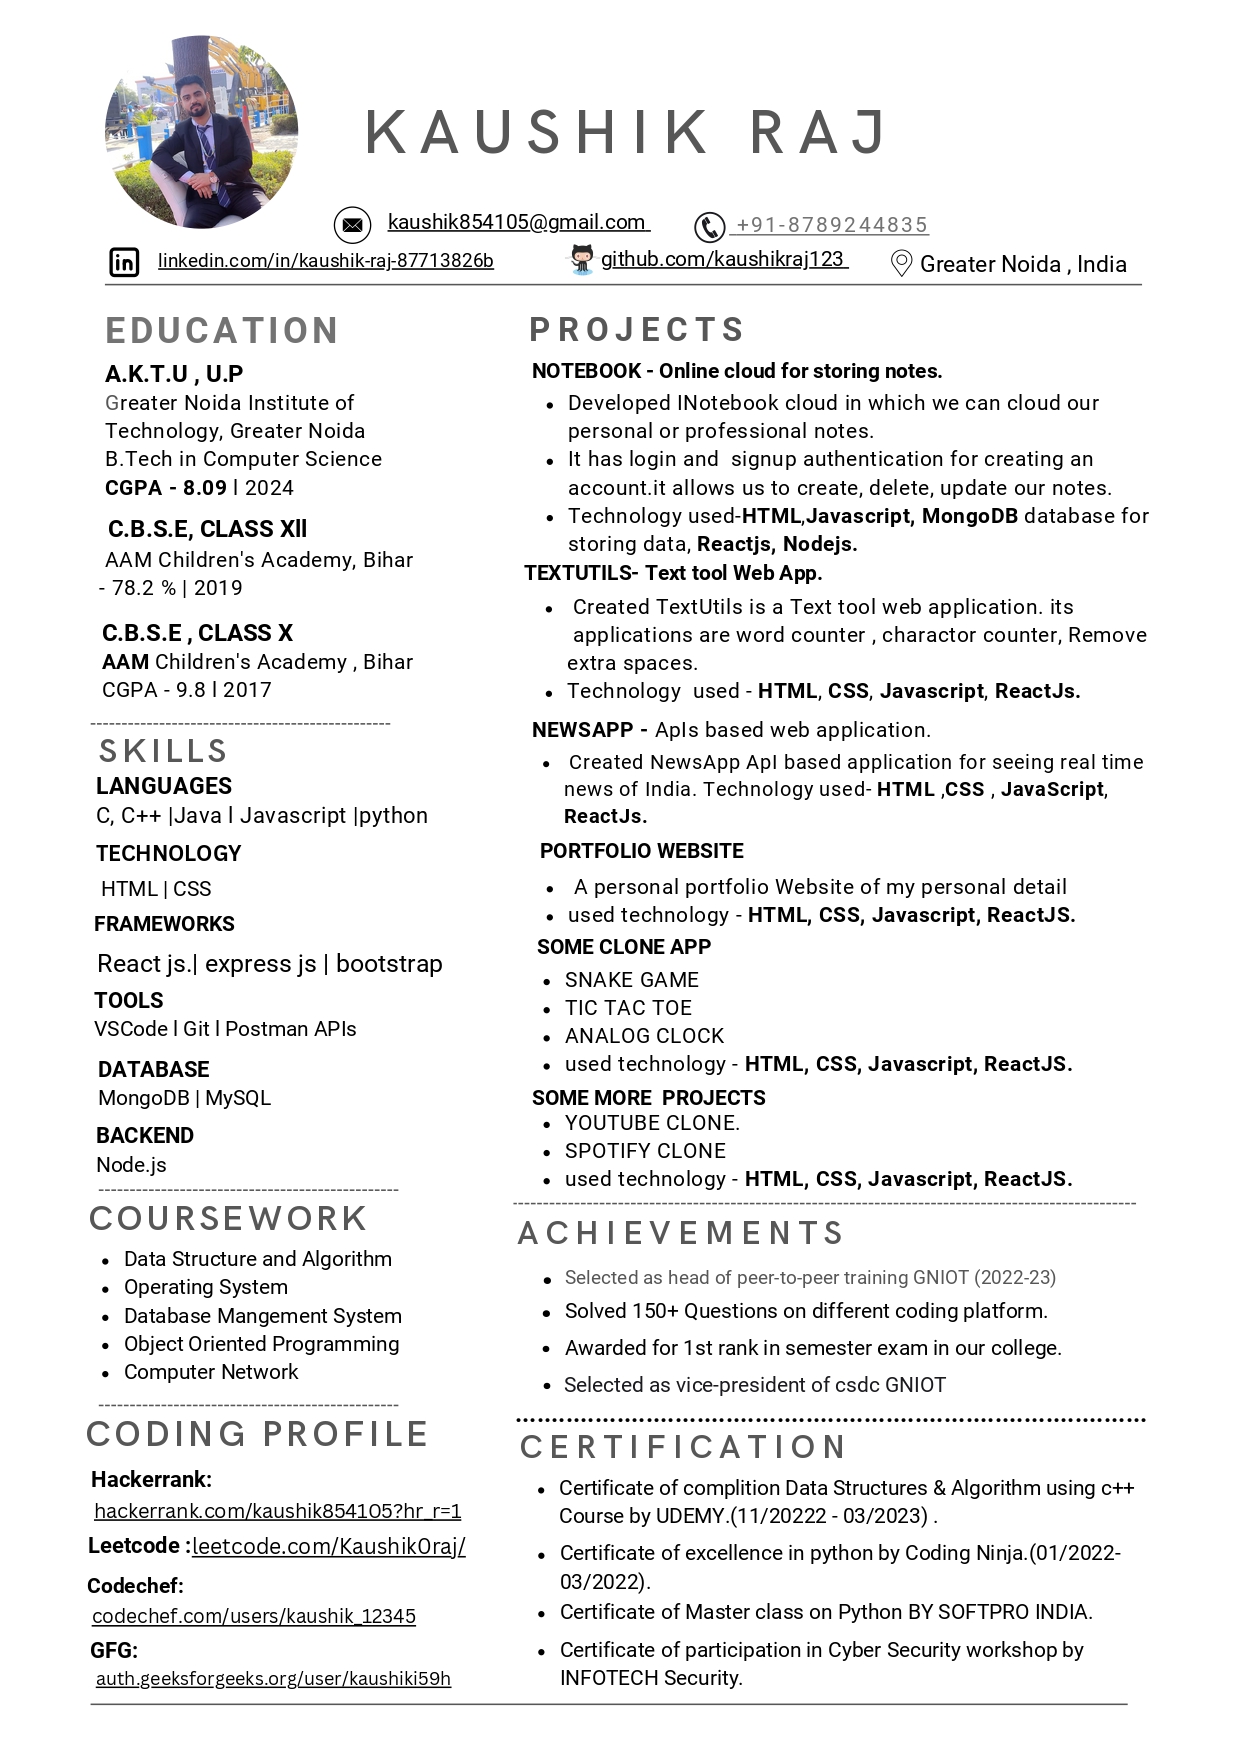 KAUSHIK RAJ
kaushik854105@gmail.com
+91-8789244835
linkedin.com/in/kaushik-raj-87713826b
github.com/kaushikraj123
Greater Noida , India
EDUCATION
A.K.T.U , U.P
Greater Noida Institute of
Technology, Greater Noida
B.Tech in Computer Science
CGPA - 8.09 l 2024
C.B.S.E, CLASS Xll
AAM Children's Academy, Bihar
- 78.2 % | 2019
C.B.S.E , CLASS X
AAM Children's Academy , Bihar
CGPA - 9.8 l 2017
------------------------------------------------
SKILLS
LANGUAGES
C, C++ |Java l Javascript |python
TECHNOLOGY
HTML | CSS
FRAMEWORKS
React js.| express js | bootstrap
TOOLS
VSCode l Git l Postman APIs
DATABASE
MongoDB | MySQL
BACKEND
Node.js
------------------------------------------------
COURSEWORK
• Data Structure and Algorithm
• Operating System
• Database Mangement System
• Object Oriented Programming
• Computer Network
------------------------------------------------
CODING PROFILE
Hackerrank:
hackerrank.com/kaushik854105?hr_r=1
Leetcode :leetcode.com/Kaushik0raj/
Codechef:
codechef.com/users/kaushik_12345
GFG:
auth.geeksforgeeks.org/user/kaushiki59h
PROJECTS
NOTEBOOK - Online cloud for storing notes.
• Developed INotebook cloud in which we can cloud our
personal or professional notes.
• It has login and  signup authentication for creating an
account.it allows us to create, delete, update our notes.
• Technology used-HTML,Javascript, MongoDB database for
storing data, Reactjs, Nodejs.
TEXTUTILS- Text tool Web App.
• Created TextUtils is a Text tool web application. its
applications are word counter , charactor counter, Remove
extra spaces.
• Technology  used - HTML, CSS, Javascript, ReactJs.
NEWSAPP - ApIs based web application.
• Created NewsApp ApI based application for seeing real time
news of India. Technology used- HTML ,CSS , JavaScript,
ReactJs.
PORTFOLIO WEBSITE
• A personal portfolio Website of my personal detail
• used technology - HTML, CSS, Javascript, ReactJS.
SOME CLONE APP
• SNAKE GAME
• TIC TAC TOE
• ANALOG CLOCK
• used technology - HTML, CSS, Javascript, ReactJS.
SOME MORE  PROJECTS
• YOUTUBE CLONE.
• SPOTIFY CLONE
• used technology - HTML, CSS, Javascript, ReactJS.
ACHIEVEMENTS
• Selected as head of peer-to-peer training GNIOT (2022-23)
• Solved 150+ Questions on different coding platform.
• Awarded for 1st rank in semester exam in our college.
• Selected as vice-president of csdc GNIOT
CERTIFICATION
• Certificate of complition Data Structures & Algorithm using c++
Course by UDEMY.(11/20222 - 03/2023) .
• Certificate of excellence in python by Coding Ninja.(01/2022-
03/2022).
• Certificate of Master class on Python BY SOFTPRO INDIA.
• Certificate of participation in Cyber Security workshop by
INFOTECH Security.